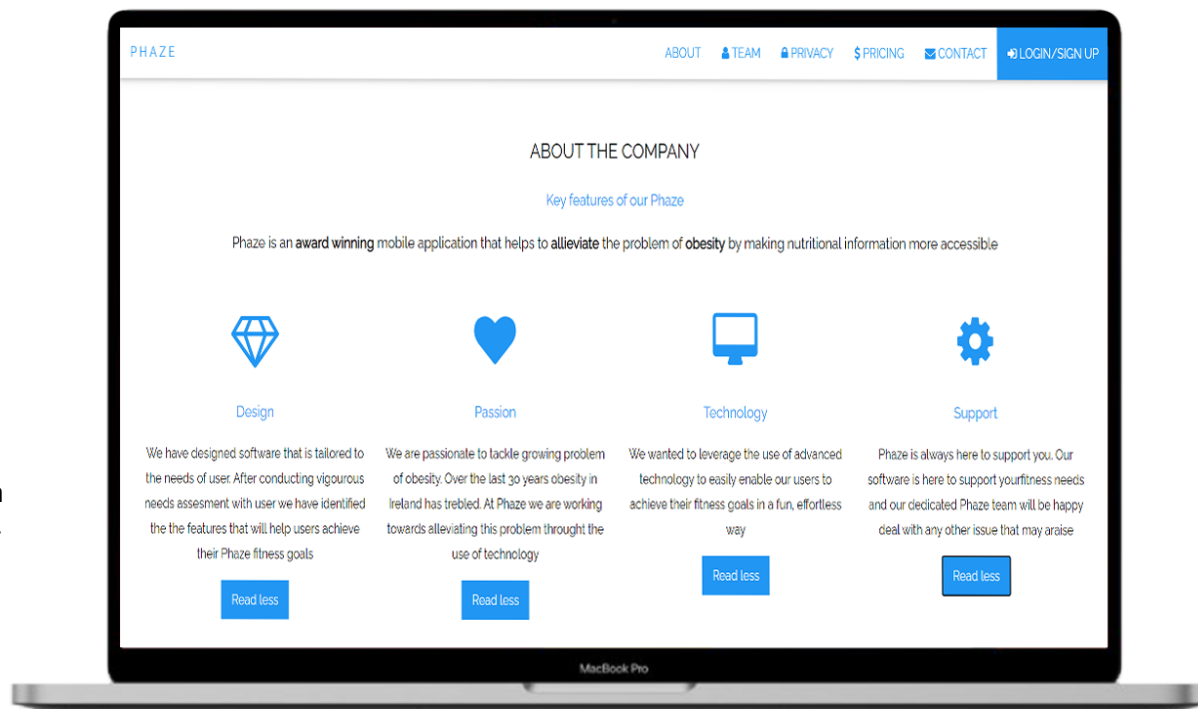 PHAZE
ABOUT TEAM PRIVACY $ PRICING CONTACT LOGIN/SIGN UP
ABOUT THE COMPANY
Key features of our Phaze
Phaze is an award winning mobile application that helps to allieviate the problem of obesity by making nutritional information more accessible
Design
We have designed software that is tailored to
the needs of user. After conducting vigourous
needs assesment with user we have identified
the the features that will help users achieve
their Phaze fitness goals
Read less
Passion
We are passionate to tackle growing problem
of obesity. Over the last 30 years obesity in
Ireland has trebled. At Phaze we are working
towards alleviating this problem throught the
use of technology
Read less
Technology
We wanted to leverage the use of advanced
technology to easily enable our users to
achieve their fitness goals in a fun, effortless
way
Read less
Support
Phaze is always here to support you. Our
software is here to support yourfitness needs
and our dedicated Phaze team will be happy
deal with any other issue that may araise
Read less
MacBook Pro